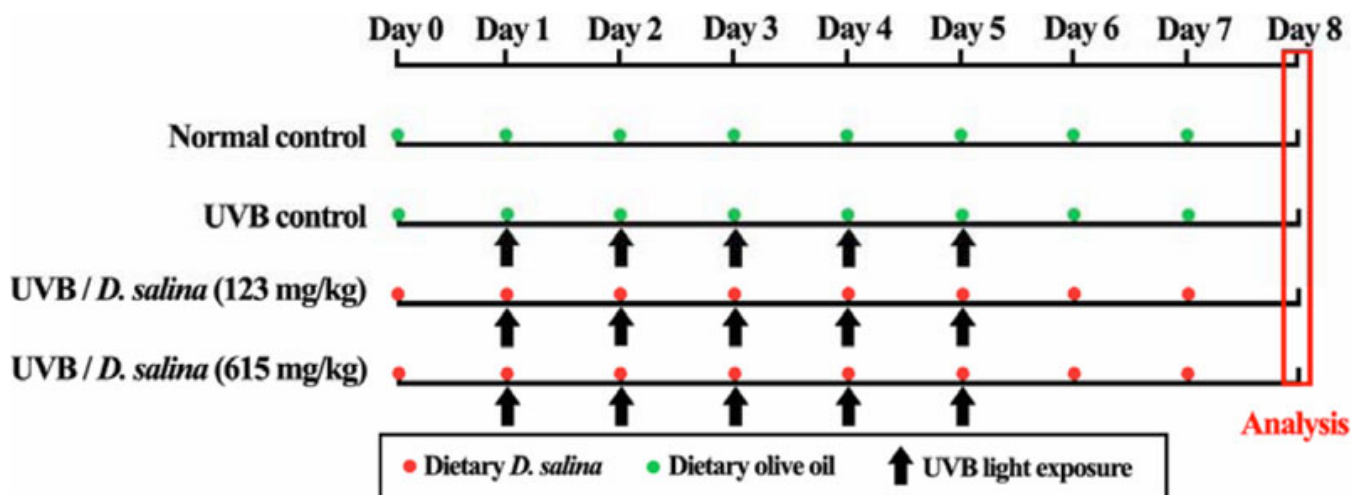 Day 0 Day 1 Day 2 Day 3 Day 4 Day 5 Day 6 Day 7 Day 8
Normal control
UVB control
UVB / D. salina (123 mg/kg)
UVB / D. salina (615 mg/kg)
Analysis
Dietary D. salina Dietary olive oil UVB light exposure